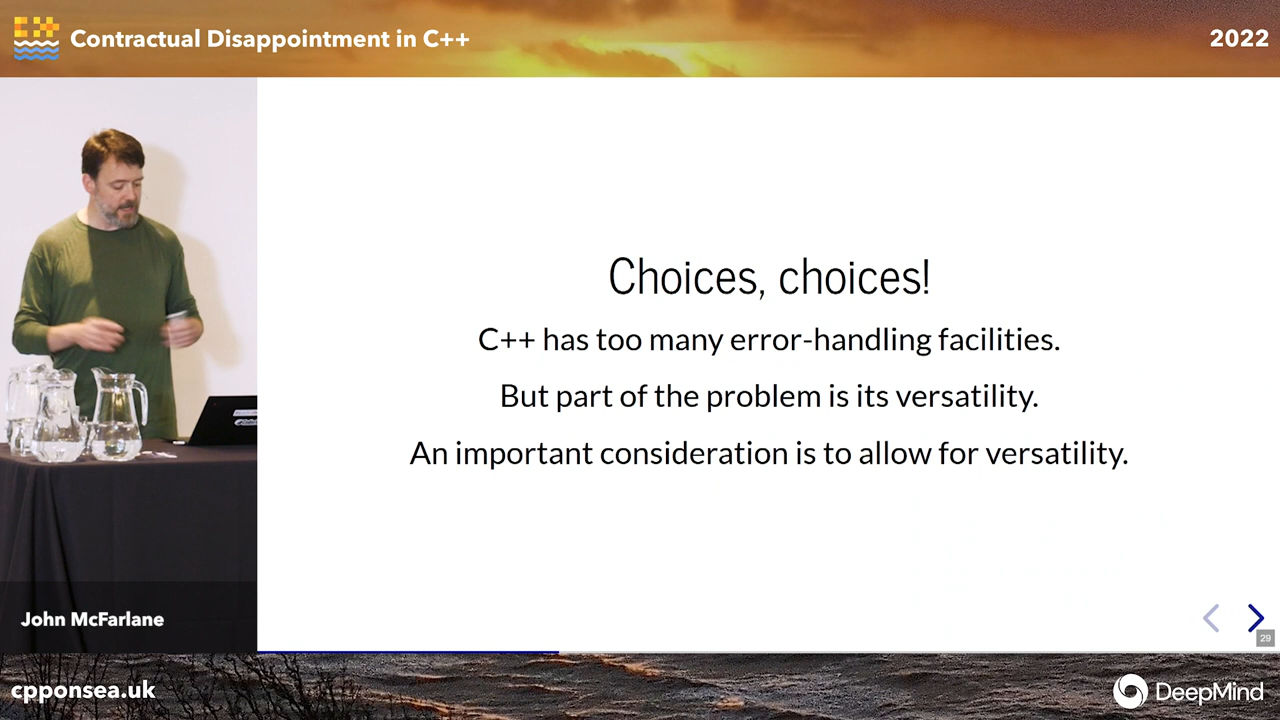 Contractual Disappointment in C++
2022
Choices, choices!
C++ has too many error-handling facilities.
But part of the problem is its versatility.
An important consideration is to allow for versatility.
John McFarlane
29
cpponsea.uk
DeepMind